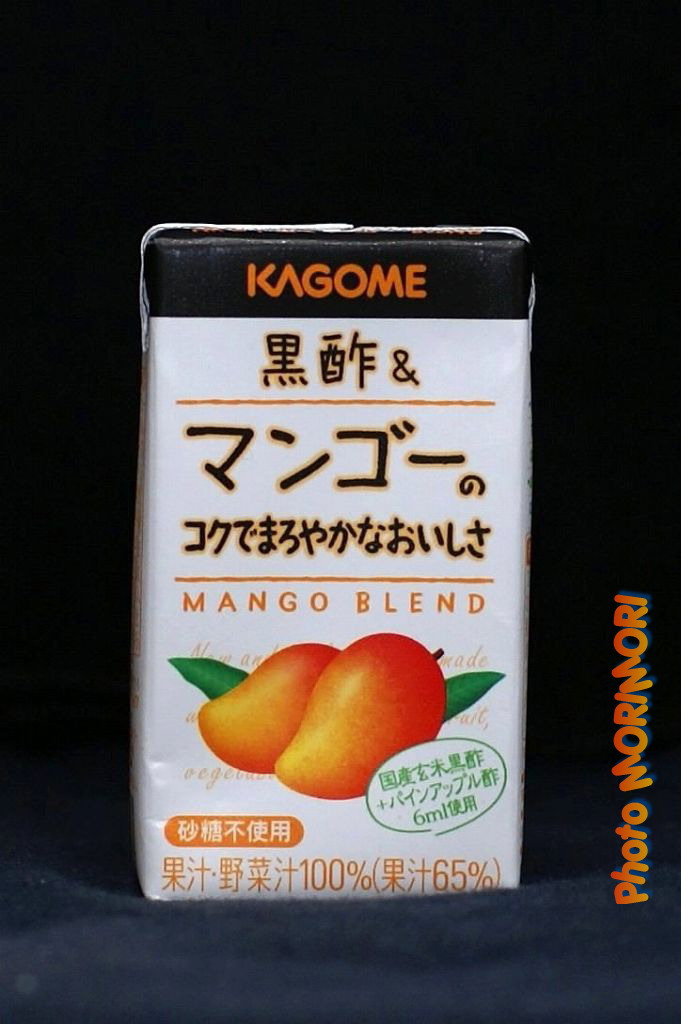 KAGOME
黒酢&
マンゴーの
コクでまろやかなおいしさ
MANGO BLEND
made
vegeta
国産玄米黒酢
+パインアップル酢
6ml使用
砂糖不使用
果汁・野菜汁100%(果汁65%)
Photo MORIMORI